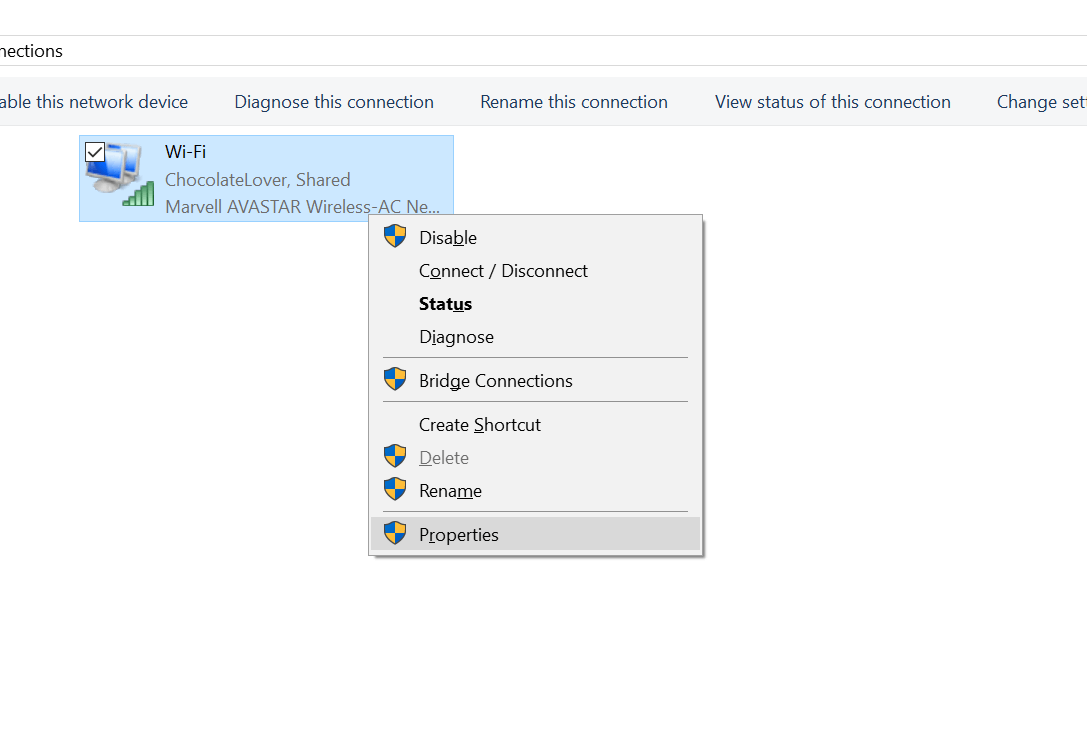 nections
able this network device Diagnose this connection Rename this connection View status of this connection Change set
Wi-Fi
ChocolateLover, Shared
Marvell AVASTAR Wireless-AC Ne...
Disable
Connect / Disconnect
Status
Diagnose
Bridge Connections
Create Shortcut
Delete
Rename
Properties